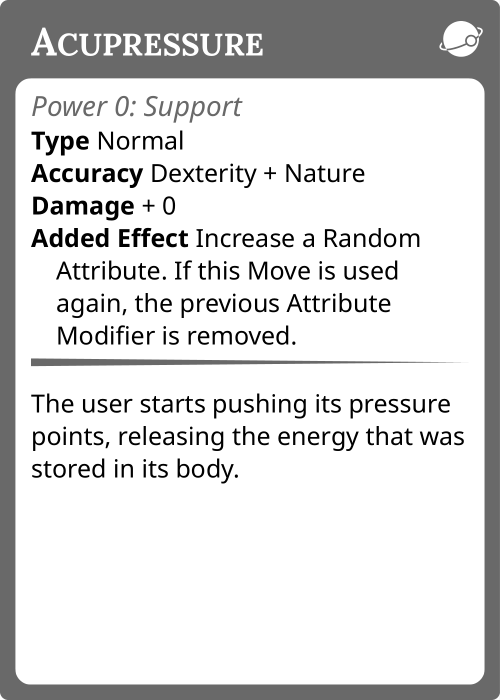 ACUPRESSURE
Power 0: Support
Type Normal
Accuracy Dexterity + Nature
Damage + 0
Added Effect Increase a Random
Attribute. If this Move is used
again, the previous Attribute
Modifier is removed.
The user starts pushing its pressure
points, releasing the energy that was
stored in its body.